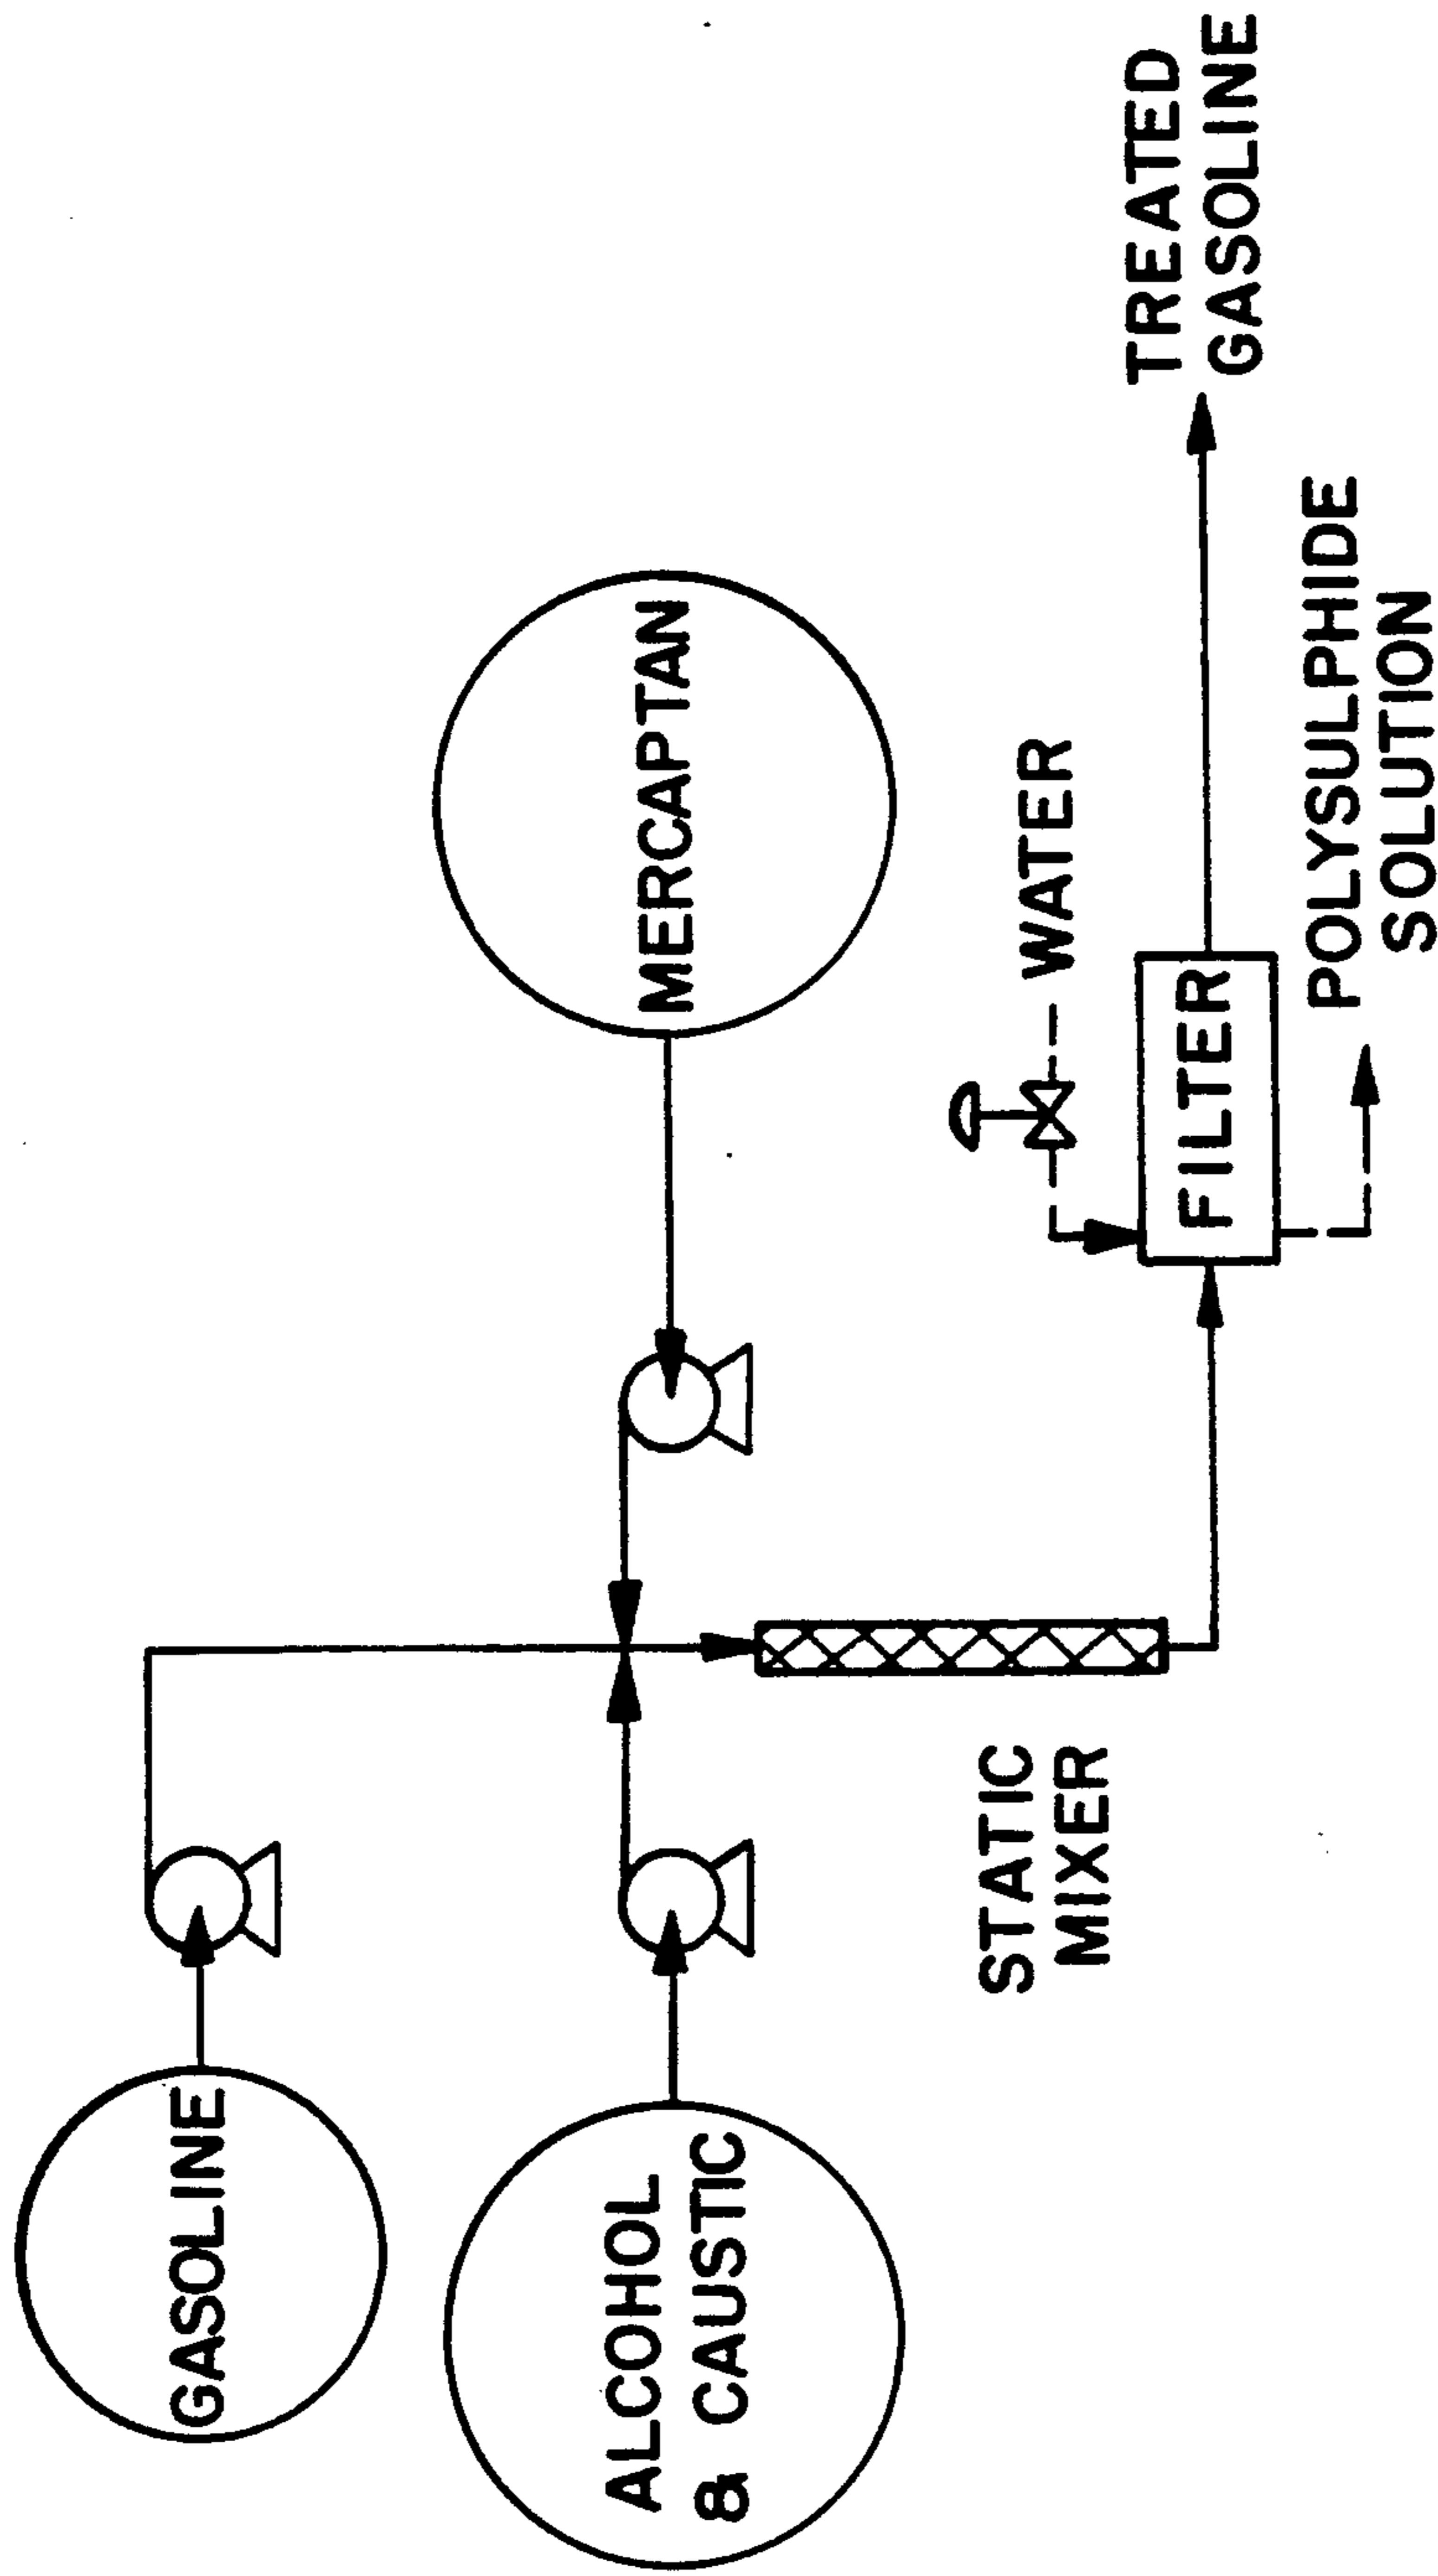 GASOLINE
ALCOHOL
& CAUSTIC
MERCAPTAN
STATIC
MIXER
WATER
FILTER
TREATED
GASOLINE
POLYSULPHIDE
SOLUTION